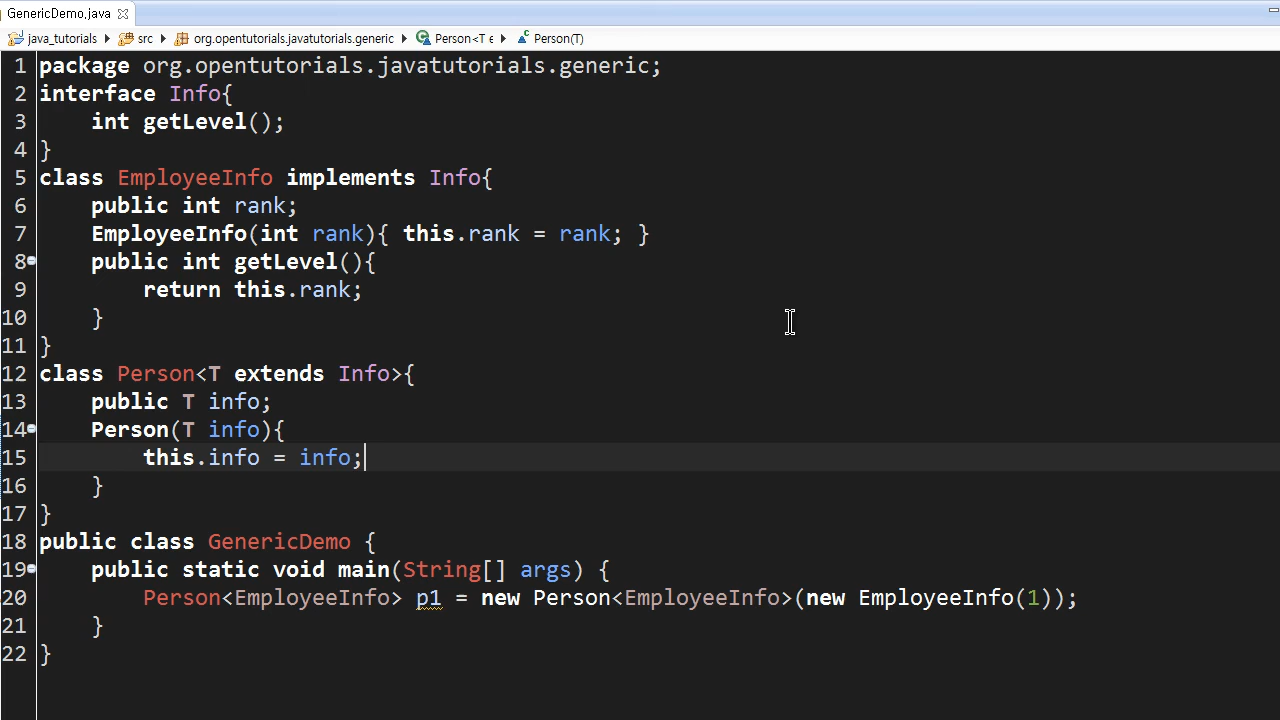 GenericDemo.java
java_tutorials src org.opentutorials.javatutorials.generic Person<T e Person(T)
1 package org.opentutorials.javatutorials.generic;
2 interface Info{
3 int getLevel();
4 }
5 class EmployeeInfo implements Info{
6 public int rank;
7 EmployeeInfo(int rank){ this.rank = rank; }
8 public int getLevel(){
9 return this.rank;
10 }
11 }
12 class Person<T extends Info>{
13 public T info;
14 Person(T info){
15 this.info = info;
16 }
17 }
18 public class GenericDemo {
19 public static void main(String[] args) {
20 Person<EmployeeInfo> p1 = new Person<EmployeeInfo>(new EmployeeInfo(1));
21 }
22 }